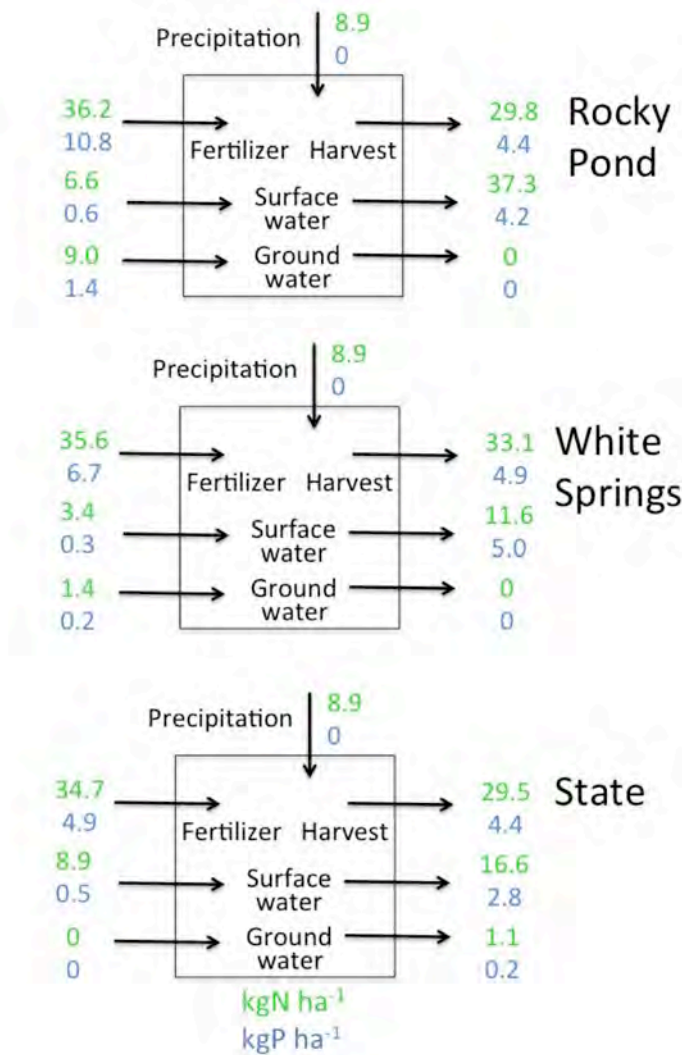 Precipitation
8.9
0
36.2
10.8
Fertilizer Harvest
29.8
4.4
Rocky
Pond
6.6
0.6
Surface
water
37.3
4.2
9.0
1.4
Ground
water
0
0
Precipitation
8.9
0
35.6
6.7
Fertilizer Harvest
33.1
4.9
White
Springs
3.4
0.3
Surface
water
11.6
5.0
1.4
0.2
Ground
water
0
0
Precipitation
8.9
0
34.7
4.9
Fertilizer Harvest
29.5
4.4
State
8.9
0.5
Surface
water
16.6
2.8
0
0
Ground
water
1.1
0.2
kgN ha⁻¹
kgP ha⁻¹